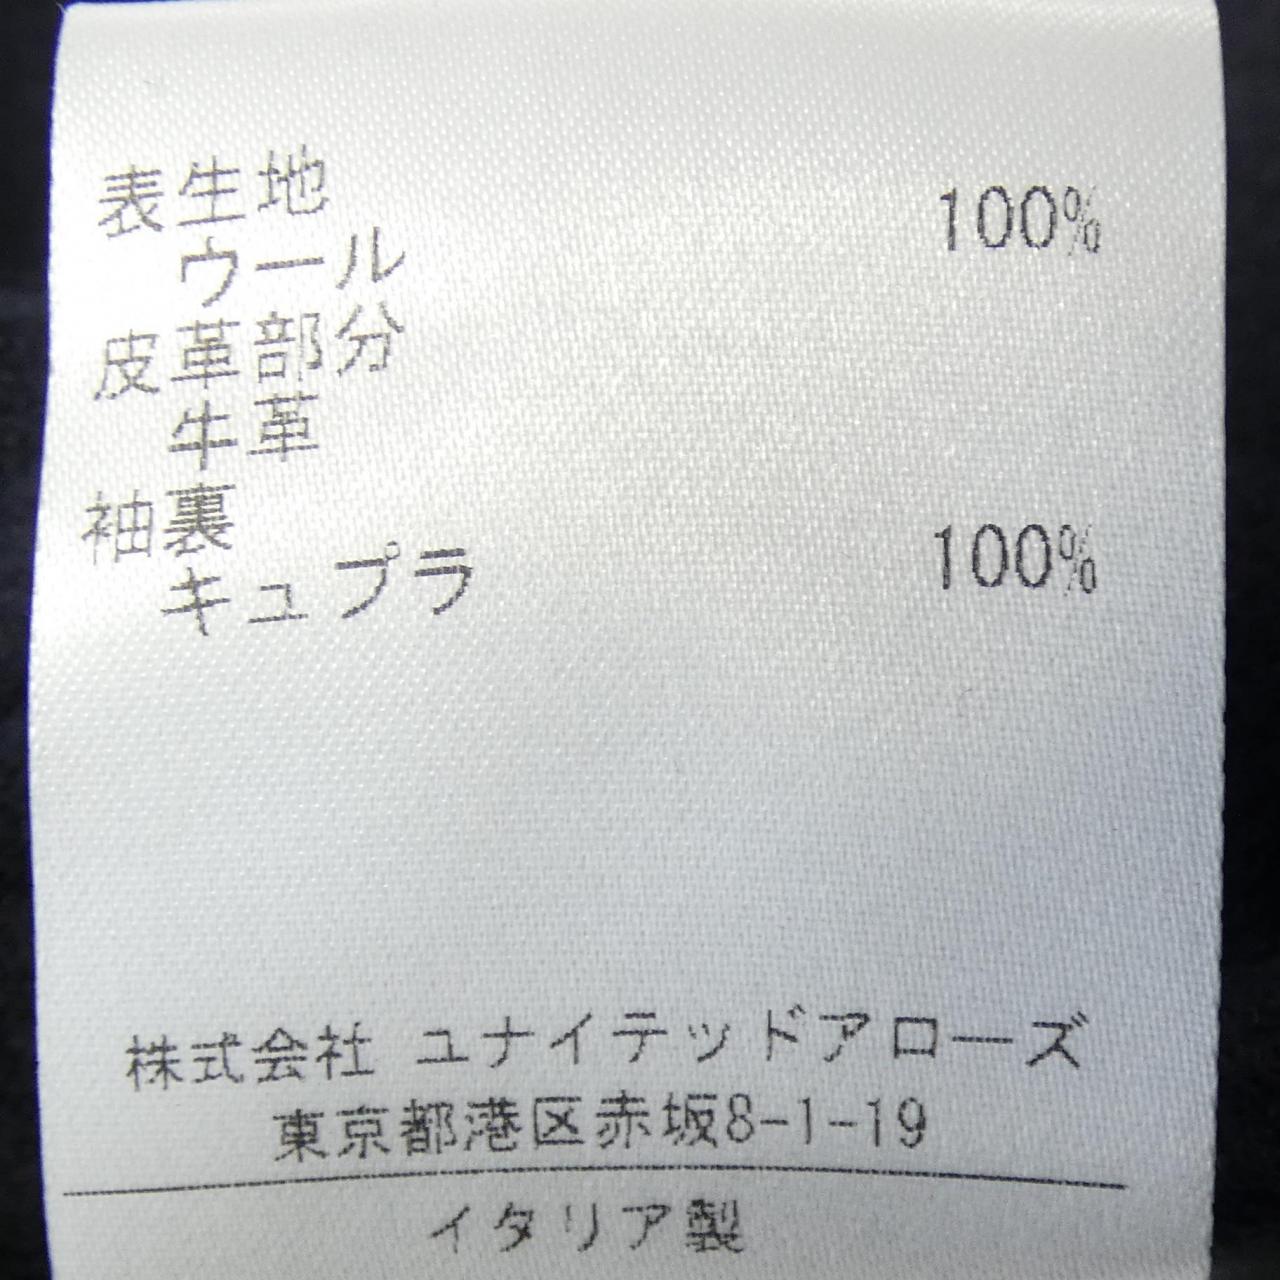 表生地
ウール 100%
皮革部分
牛革
袖裏
キュプラ 100%
株式会社 ユナイテッドアローズ
東京都港区赤坂8-1-19
イタリア製